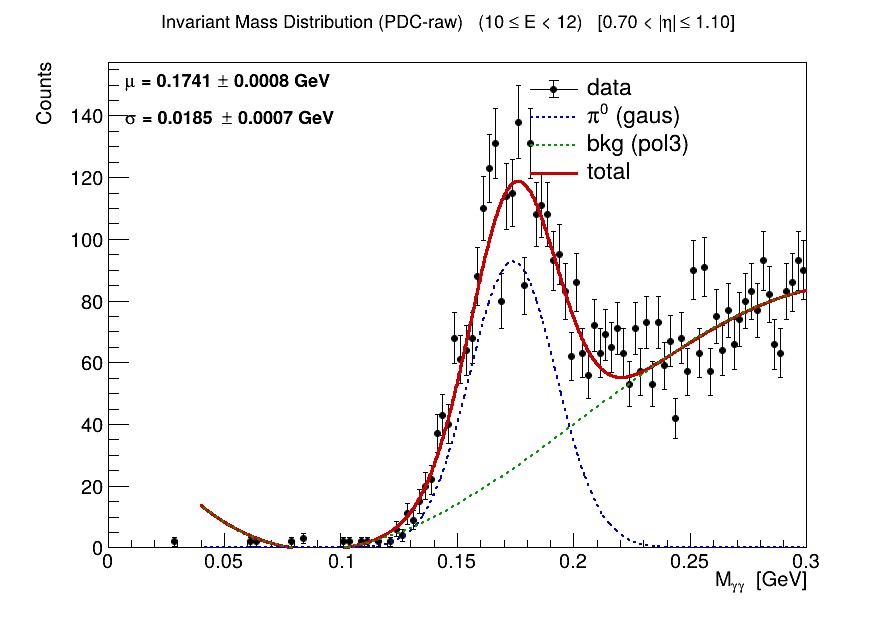 Invariant Mass Distribution (PDC-raw) (10 ≤ E < 12) [0.70 < |η| ≤ 1.10]
Counts
μ = 0.1741 ± 0.0008 GeV
σ = 0.0185 ± 0.0007 GeV
data
π⁰ (gaus)
bkg (pol3)
total
140
120
100
80
60
40
20
0
0 0.05 0.1 0.15 0.2 0.25 0.3
Mγγ [GeV]